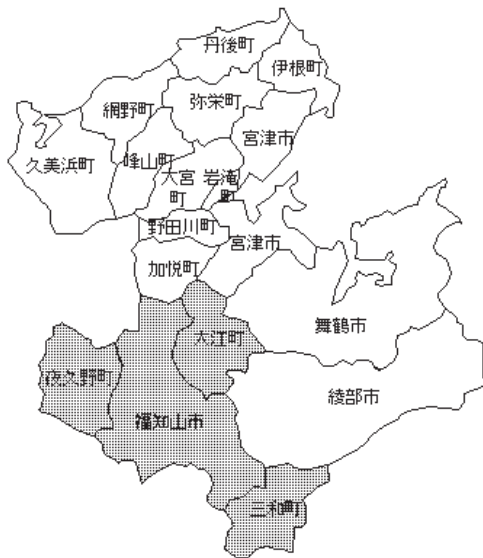 丹後町
伊根町
弥栄町
網野町
宮津市
久美浜町
峰山町
大宮町
岩滝町
野田川町
宮津市
加悦町
舞鶴市
大江町
夜久野町
綾部市
福知山市
三和町